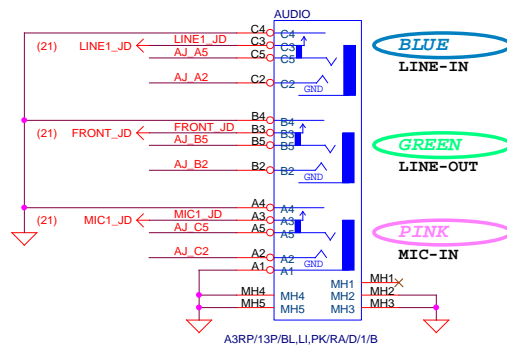 AUDIO
C4 C4
(21) LINE1_JD LINE1_JD C3 C3 BLUE
AJ_A5 C5 C5 LINE-IN
AJ_A2 C2 C2
GND
B4 B4
(21) FRONT_JD FRONT_JD B3 B3 GREEN
AJ_B5 B5 B5 LINE-OUT
AJ_B2 B2 B2
GND
A4 A4
(21) MIC1_JD MIC1_JD A3 A3 PINK
AJ_C5 A5 A5 MIC-IN
AJ_C2 A2 A2
GND
A1 A1
MH1 MH1
MH4 MH4 MH2 MH2
MH5 MH5 MH3 MH3
A3RP/13P/BL,LI,PK/RA/D/1/B